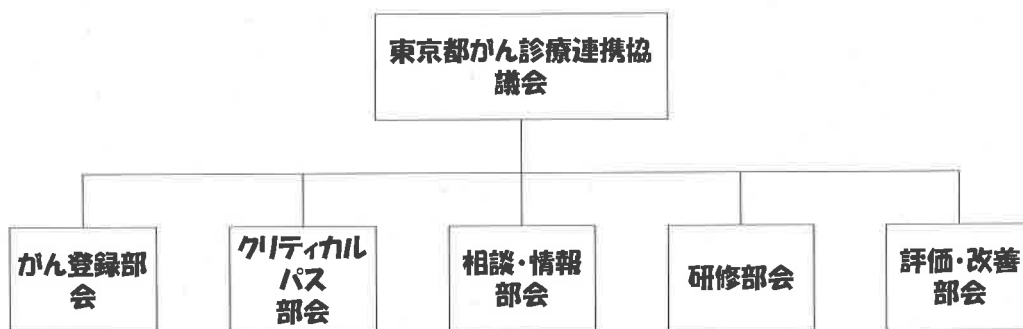 東京都がん診療連携協
議会
がん登録部
会
クリティカル
パス
部会
相談・情報
部会
研修部会
評価・改善
部会